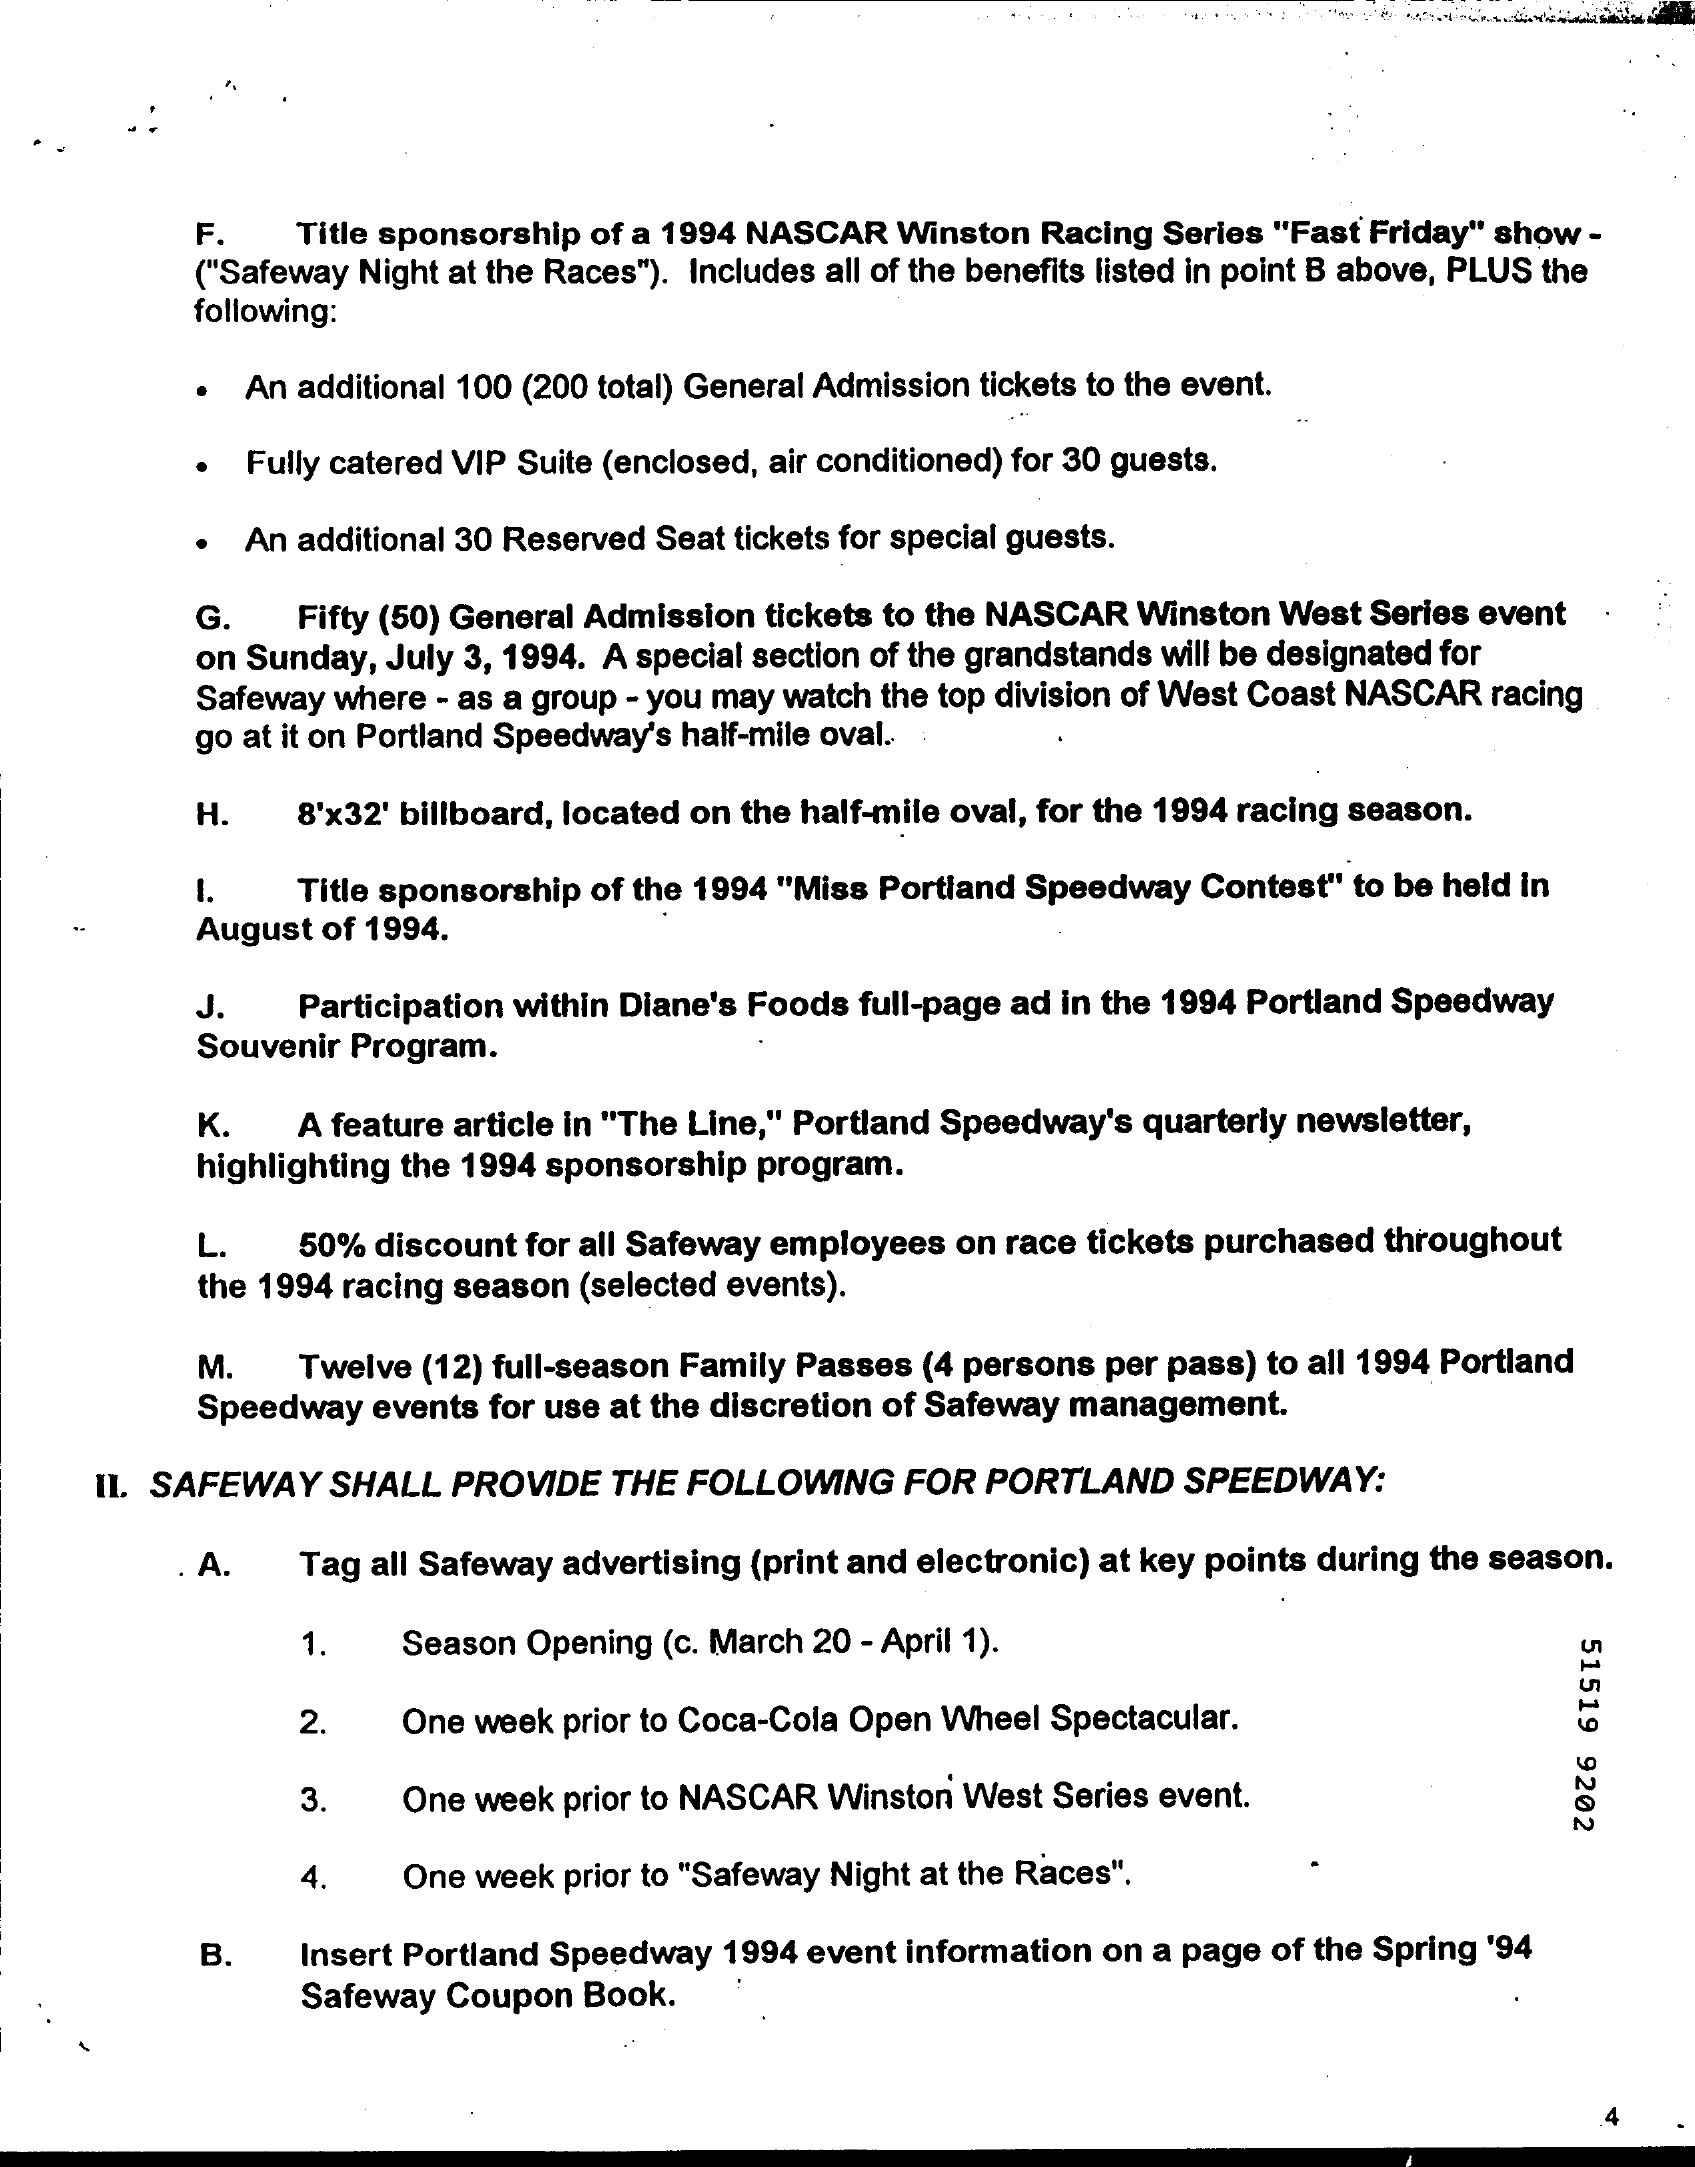 F. Title sponsorship of a 1994 NASCAR Winston Racing Series "Fast Friday" show -
("Safeway Night at the Races"). Includes all of the benefits listed in point B above, PLUS the
following:
• An additional 100 (200 total) General Admission tickets to the event.
• Fully catered VIP Suite (enclosed, air conditioned) for 30 guests.
• An additional 30 Reserved Seat tickets for special guests.
G. Fifty (50) General Admission tickets to the NASCAR Winston West Series event
on Sunday, July 3, 1994. A special section of the grandstands will be designated for
Safeway where - as a group - you may watch the top division of West Coast NASCAR racing
go at it on Portland Speedway's half-mile oval.
H. 8'x32' billboard, located on the half-mile oval, for the 1994 racing season.
I. Title sponsorship of the 1994 "Miss Portland Speedway Contest" to be held in
August of 1994.
J. Participation within Diane's Foods full-page ad in the 1994 Portland Speedway
Souvenir Program.
K. A feature article in "The Line," Portland Speedway's quarterly newsletter,
highlighting the 1994 sponsorship program.
L. 50% discount for all Safeway employees on race tickets purchased throughout
the 1994 racing season (selected events).
M. Twelve (12) full-season Family Passes (4 persons per pass) to all 1994 Portland
Speedway events for use at the discretion of Safeway management.
II. SAFEWAY SHALL PROVIDE THE FOLLOWING FOR PORTLAND SPEEDWAY:
A. Tag all Safeway advertising (print and electronic) at key points during the season.
1. Season Opening (c. March 20 - April 1).
2. One week prior to Coca-Cola Open Wheel Spectacular.
3. One week prior to NASCAR Winston West Series event.
4. One week prior to "Safeway Night at the Races".
B. Insert Portland Speedway 1994 event information on a page of the Spring '94
Safeway Coupon Book.
51519 9202
4